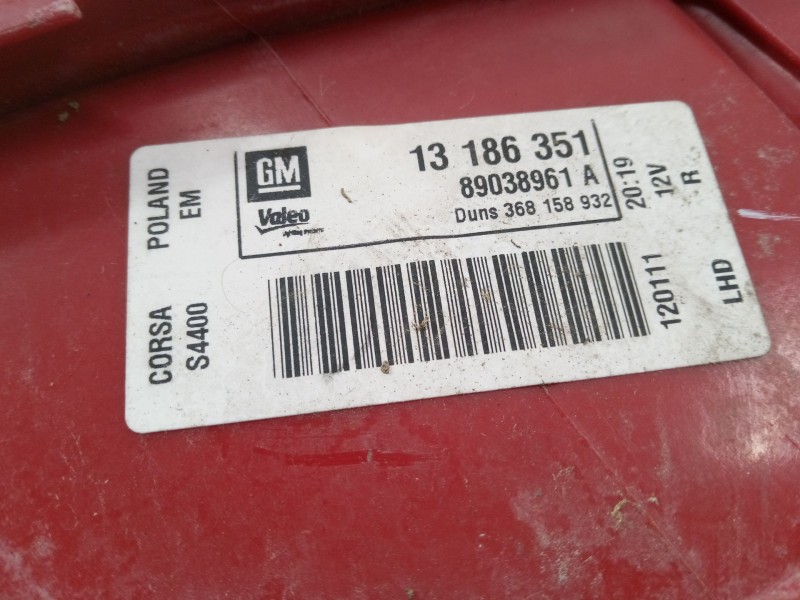 GM
Valeo
13 186 351
89038961 A
Duns 368 158 932
POLAND
EM
CORSA
S4400
20:19
12V
R
120111
LHD